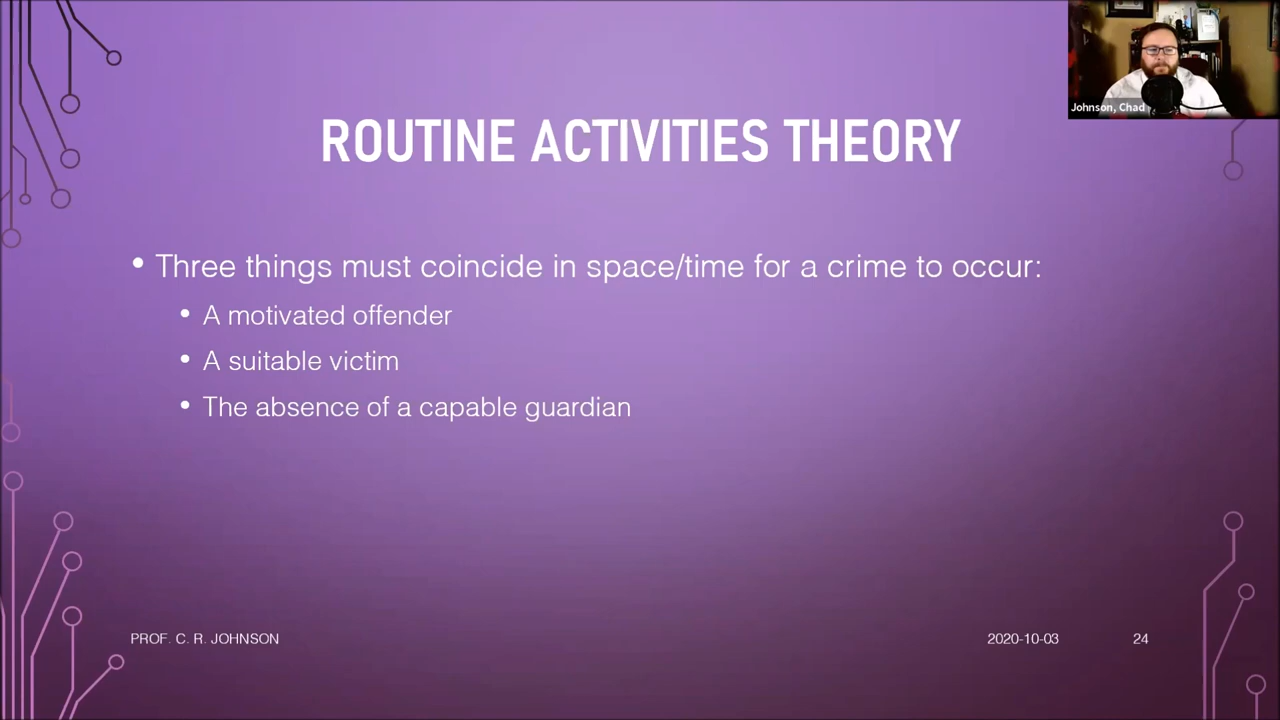 Johnson, Chad
ROUTINE ACTIVITIES THEORY
• Three things must coincide in space/time for a crime to occur:
• A motivated offender
• A suitable victim
• The absence of a capable guardian
PROF. C. R. JOHNSON
2020-10-03
24